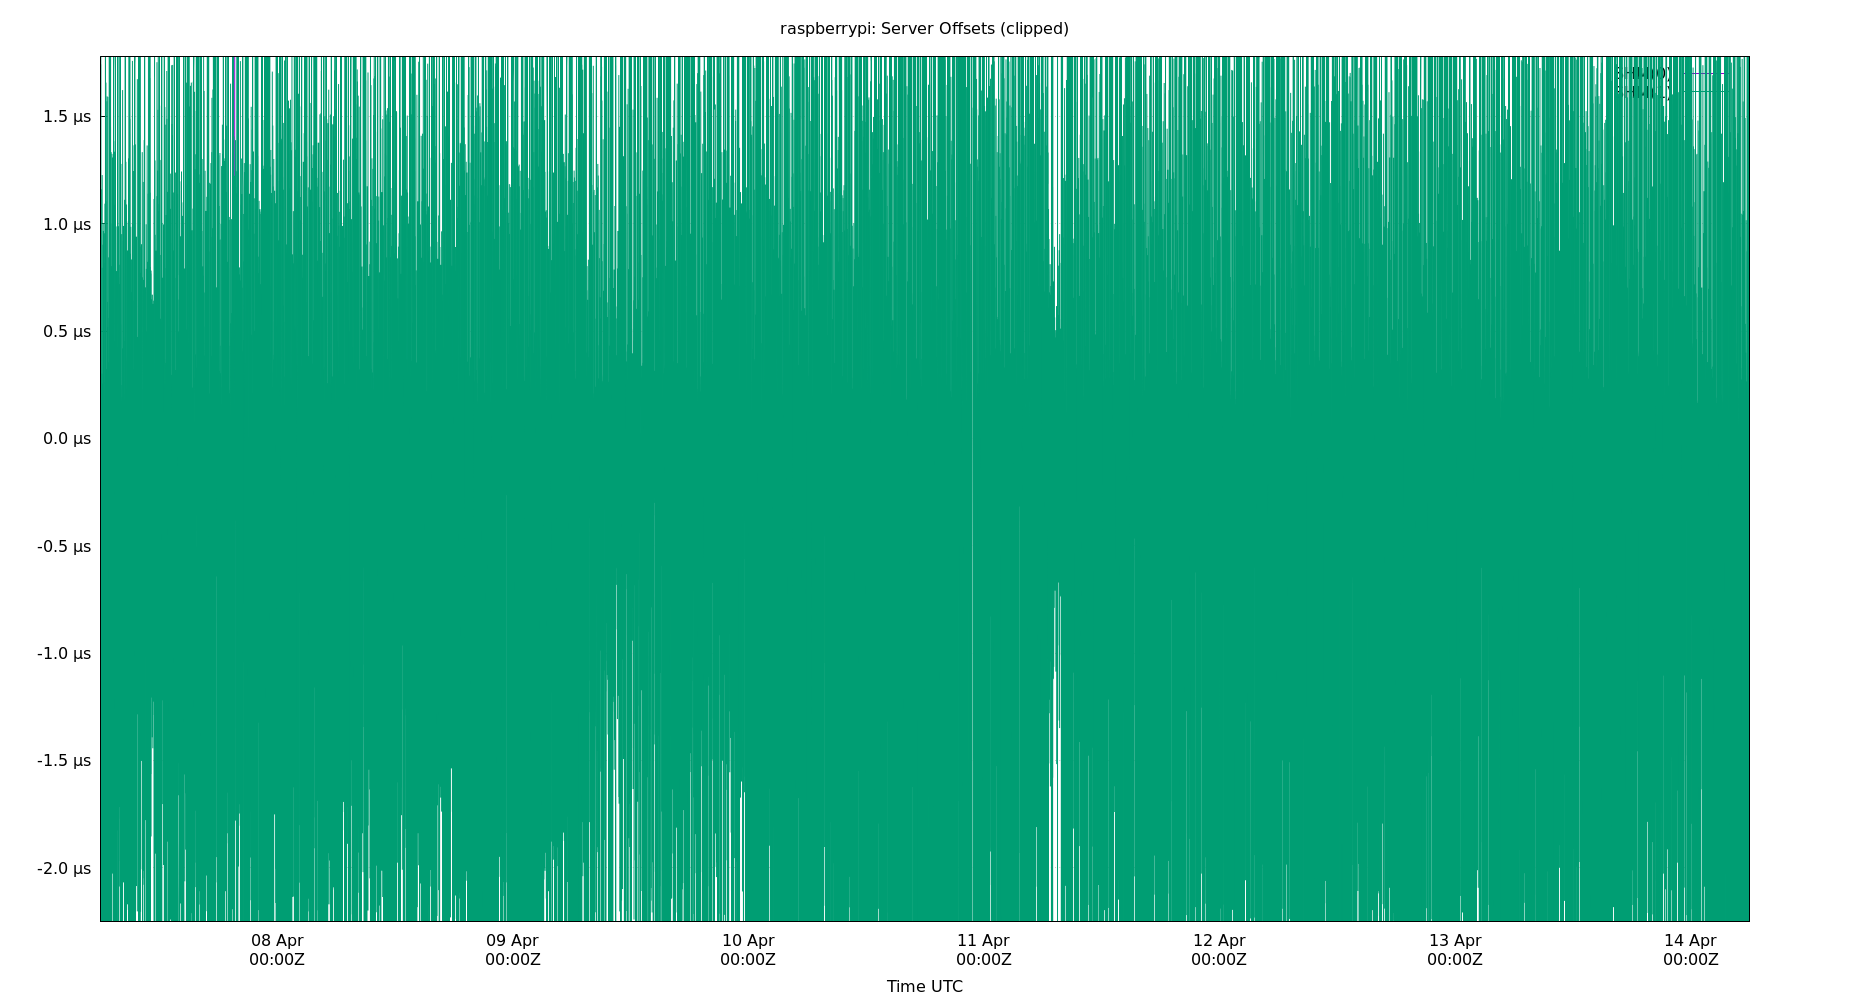 raspberrypi: Server Offsets (clipped)
1.5 µs
1.0 µs
0.5 µs
0.0 µs
-0.5 µs
-1.0 µs
-1.5 µs
-2.0 µs
08 Apr 09 Apr 10 Apr 11 Apr 12 Apr 13 Apr 14 Apr
00:00Z 00:00Z 00:00Z 00:00Z 00:00Z 00:00Z 00:00Z
Time UTC